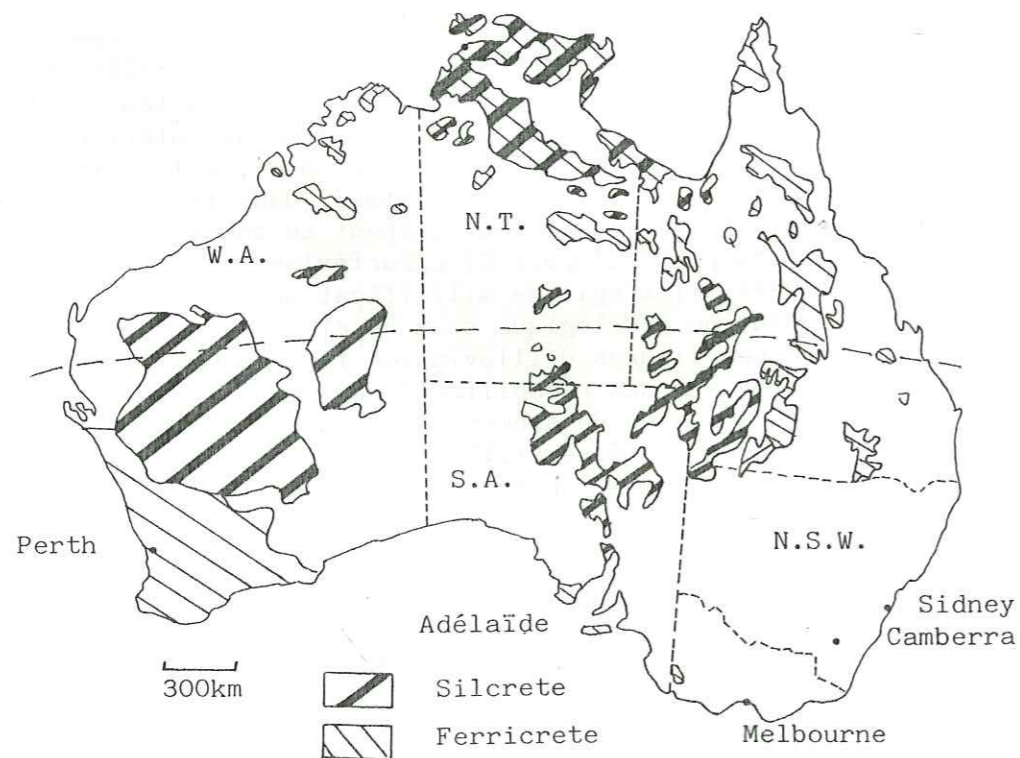 N.T.
W.A.
Q
S.A.
Perth
N.S.W.
Adélaïde
Sidney
Camberra
300km
Silcrete
Ferricrete
Melbourne